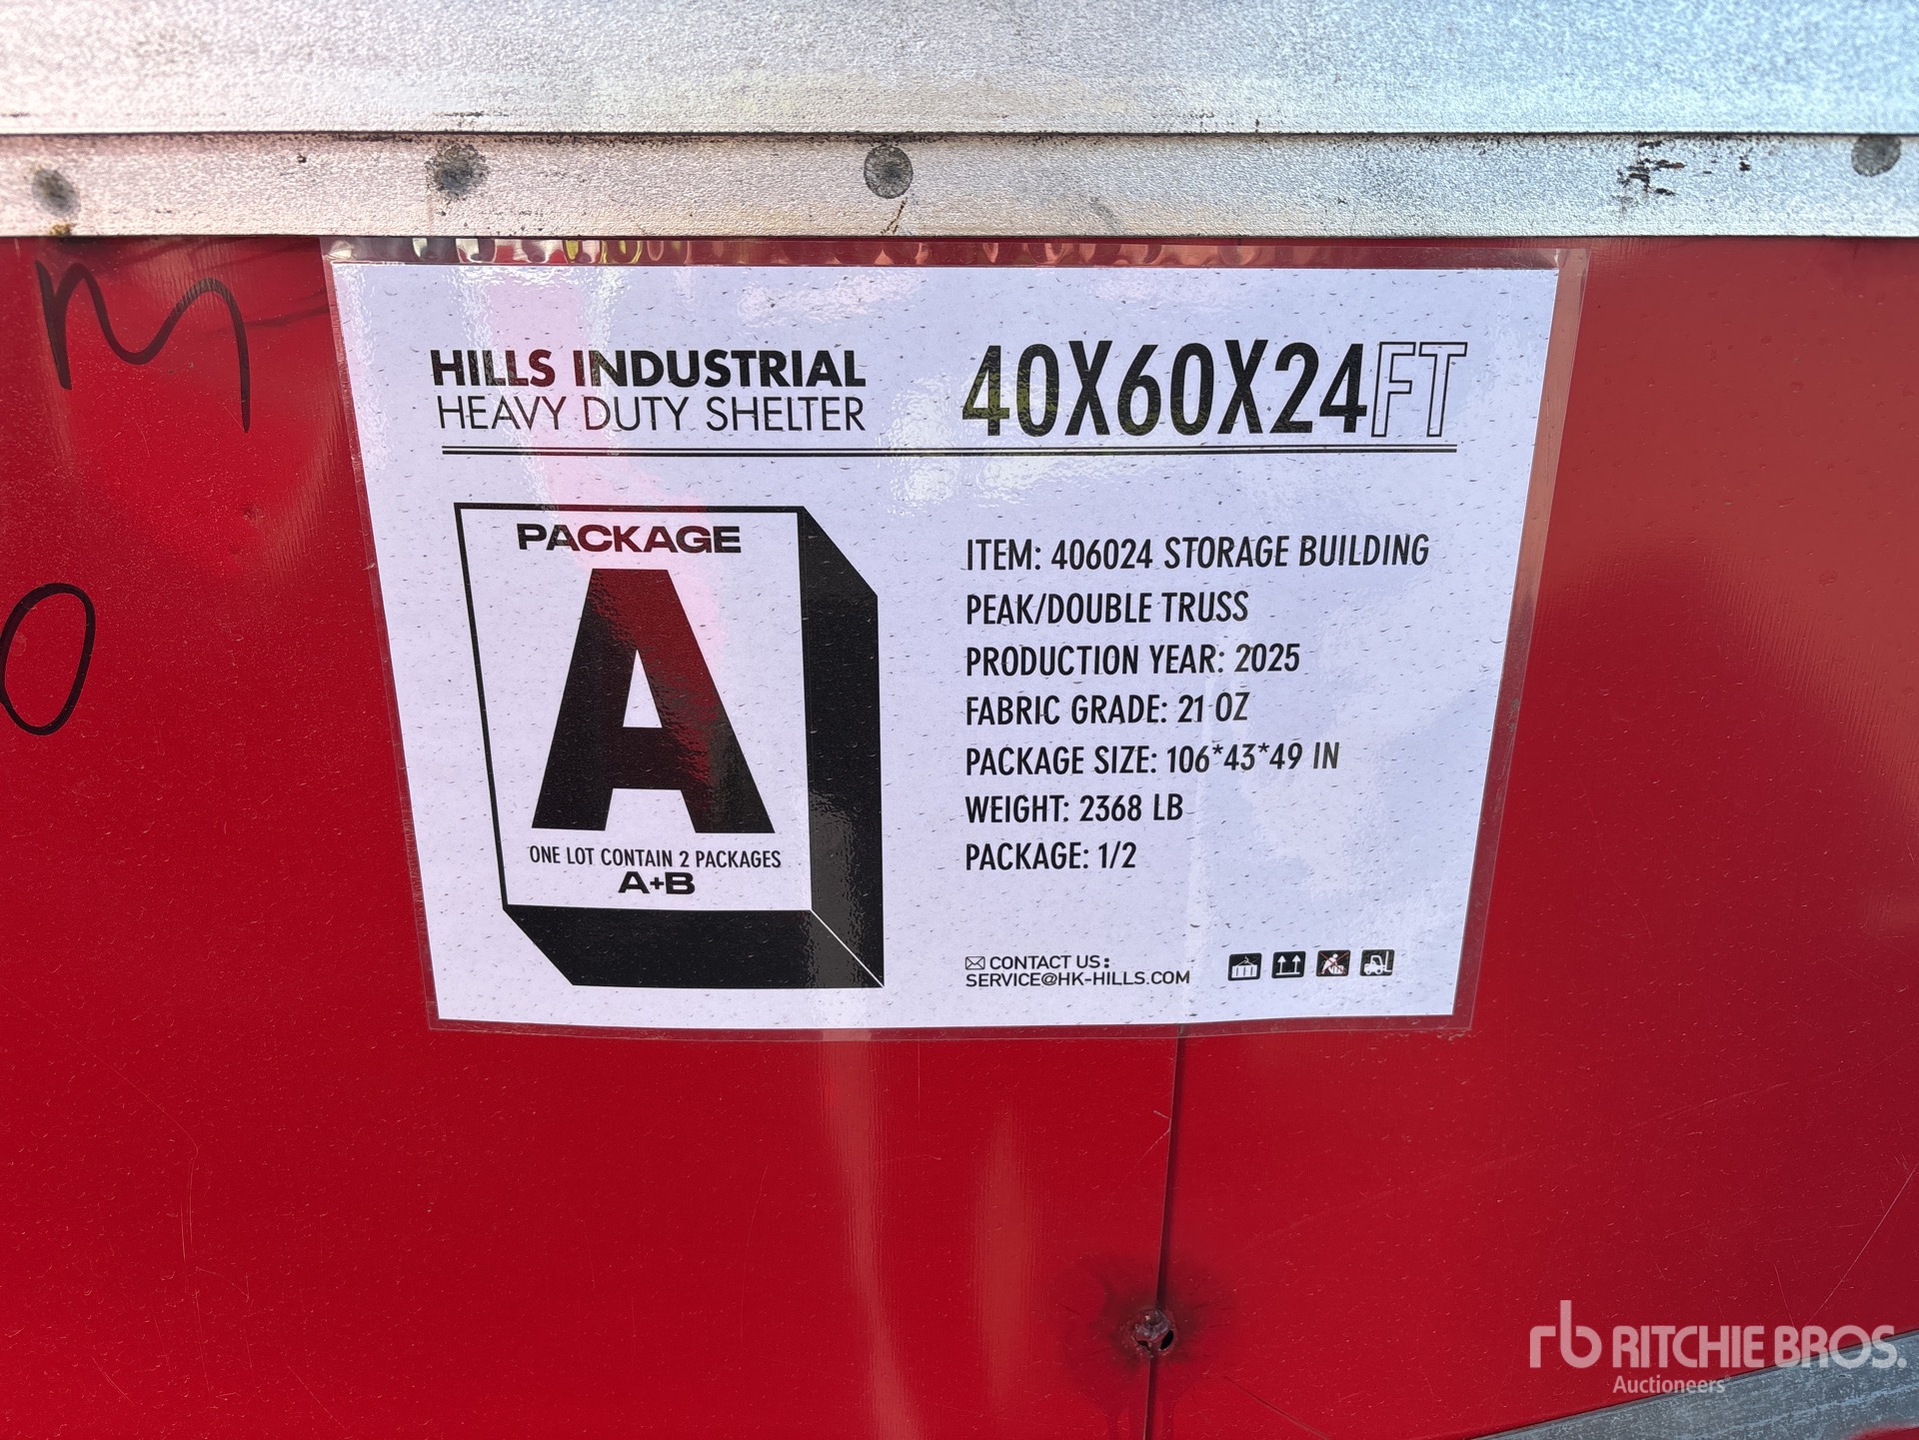 HILLS INDUSTRIAL
HEAVY DUTY SHELTER
40X60X24FT
PACKAGE
A
ONE LOT CONTAIN 2 PACKAGES
A+B
ITEM: 406024 STORAGE BUILDING
PEAK/DOUBLE TRUSS
PRODUCTION YEAR: 2025
FABRIC GRADE: 21 OZ
PACKAGE SIZE: 106*43*49 IN
WEIGHT: 2368 LB
PACKAGE: 1/2
CONTACT US:
SERVICE@HK-HILLS.COM
rb RITCHIE BROS.
Auctioneers